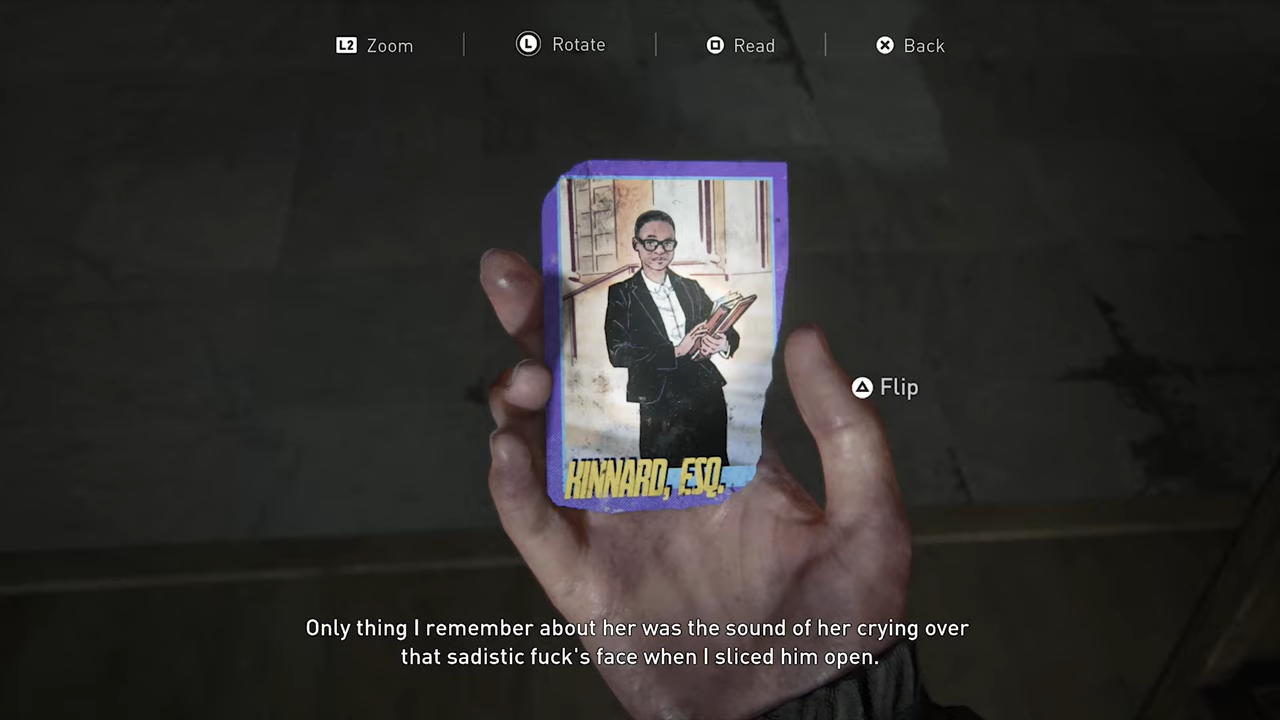 L2 Zoom
L Rotate
Read
Back
Flip
KINNARD, ESQ.
Only thing I remember about her was the sound of her crying over
that sadistic fuck's face when I sliced him open.